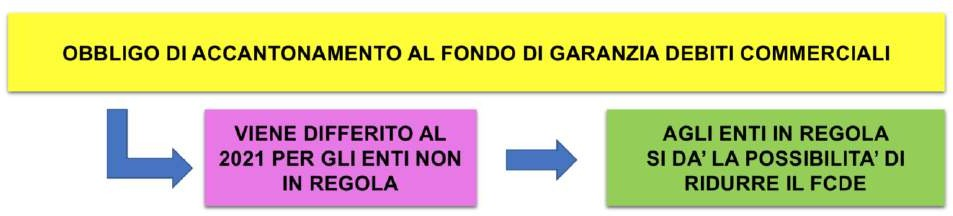 OBBLIGO DI ACCANTONAMENTO AL FONDO DI GARANZIA DEBITI COMMERCIALI
VIENE DIFFERITO AL
2021 PER GLI ENTI NON
IN REGOLA
AGLI ENTI IN REGOLA
SI DA’ LA POSSIBILITA’ DI
RIDURRE IL FCDE